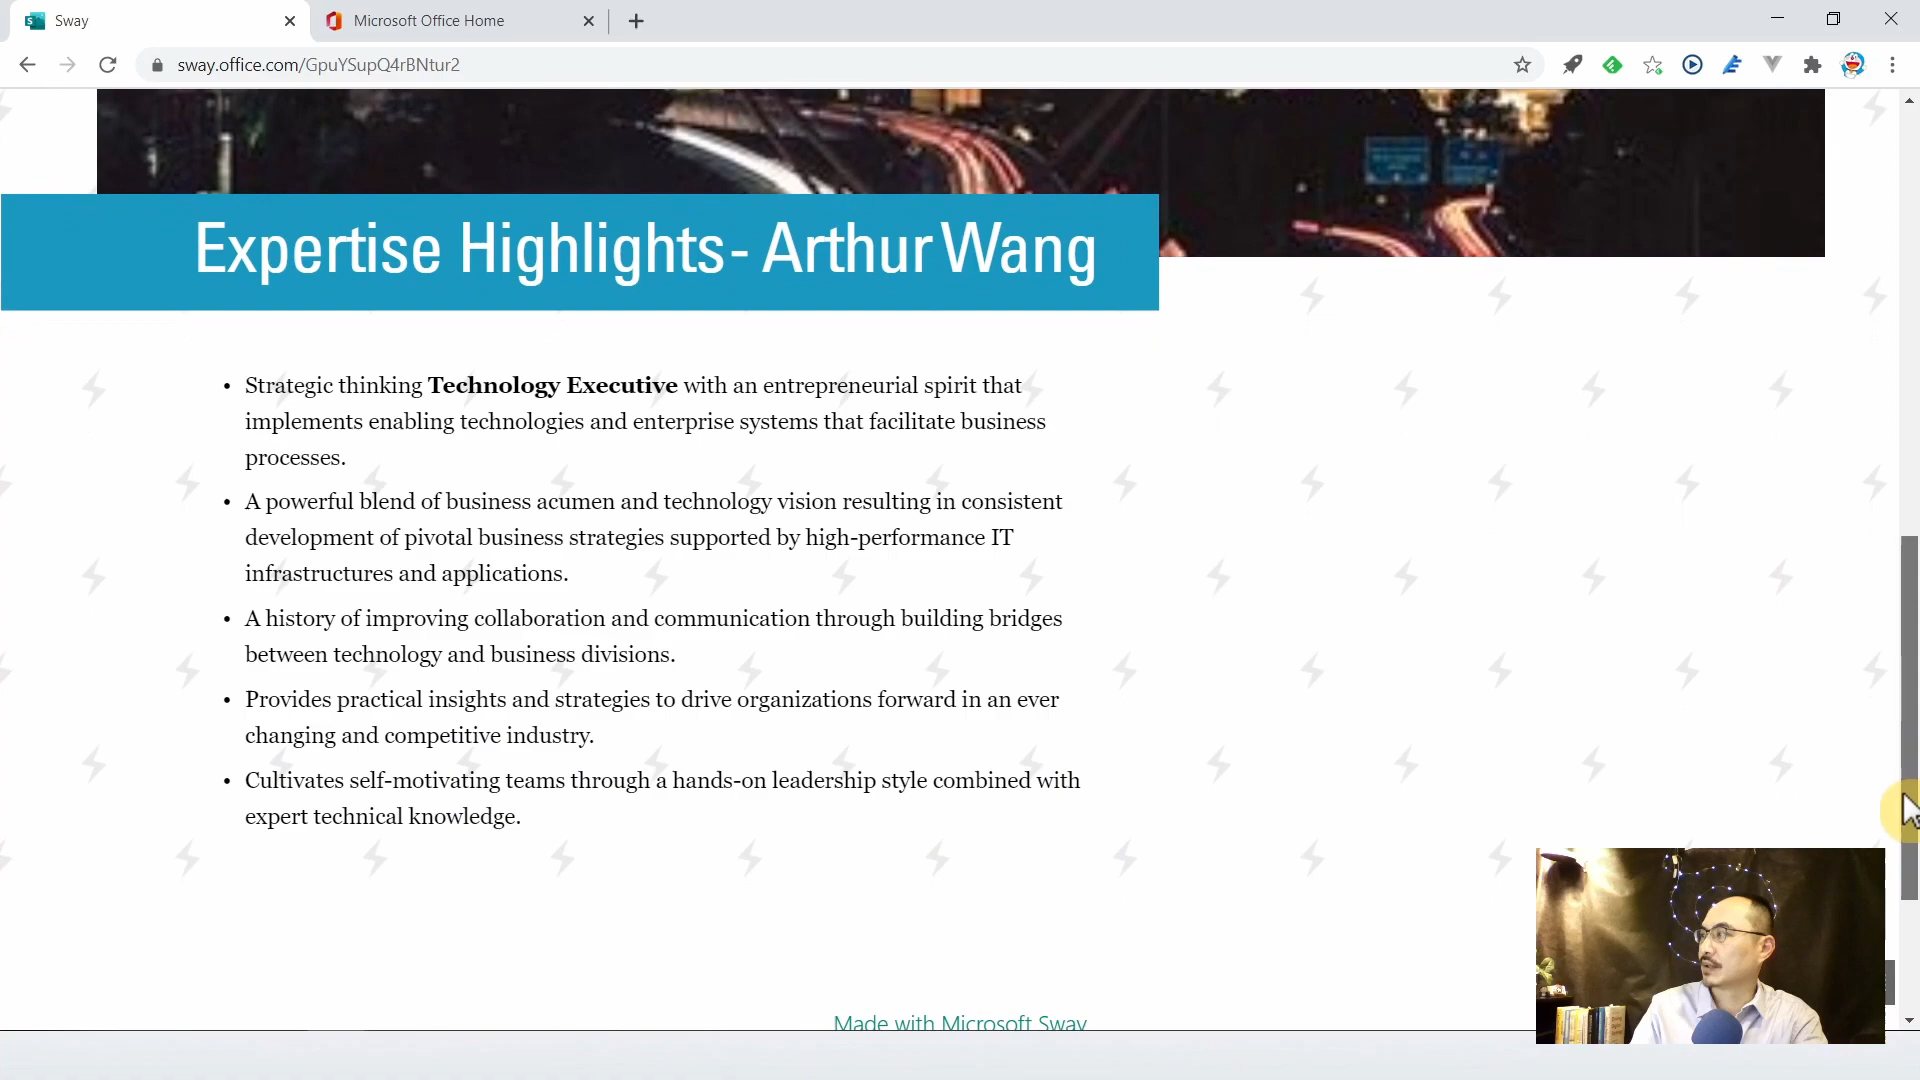 Sway
Microsoft Office Home
sway.office.com/GpuYSupQ4rBNtur2
Expertise Highlights- Arthur Wang
• Strategic thinking Technology Executive with an entrepreneurial spirit that
implements enabling technologies and enterprise systems that facilitate business
processes.
• A powerful blend of business acumen and technology vision resulting in consistent
development of pivotal business strategies supported by high-performance IT
infrastructures and applications.
• A history of improving collaboration and communication through building bridges
between technology and business divisions.
• Provides practical insights and strategies to drive organizations forward in an ever
changing and competitive industry.
• Cultivates self-motivating teams through a hands-on leadership style combined with
expert technical knowledge.
Made with Microsoft Sway